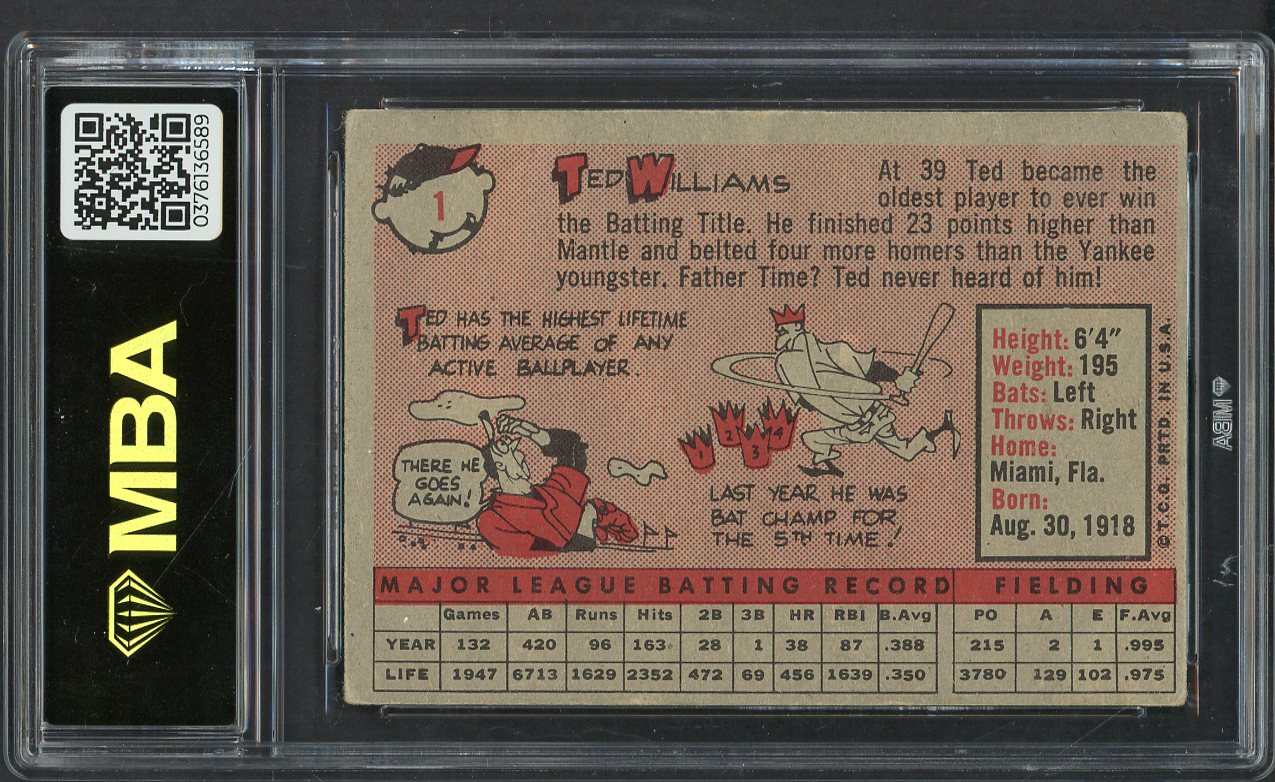 0376136589
MBA
1
TED WILLIAMS
At 39 Ted became the
oldest player to ever win
the Batting Title. He finished 23 points higher than
Mantle and belted four more homers than the Yankee
youngster. Father Time? Ted never heard of him!
TED HAS THE HIGHEST LIFETIME
BATTING AVERAGE OF ANY
ACTIVE BALLPLAYER.
THERE HE
GOES
AGAIN!
1 2 3 4
LAST YEAR HE WAS
BAT CHAMP FOR
THE 5TH TIME!
Height: 6'4"
Weight: 195
Bats: Left
Throws: Right
Home:
Miami, Fla.
Born:
Aug. 30, 1918
© T.C.G. PRTD. IN U.S.A.
MAJOR LEAGUE BATTING RECORD FIELDING
Games AB Runs Hits 2B 3B HR RBI B.Avg PO A E F.Avg
YEAR 132 420 96 163 28 1 38 87 .388 215 2 1 .995
LIFE 1947 6713 1629 2352 472 69 456 1639 .350 3780 129 102 .975
MBA